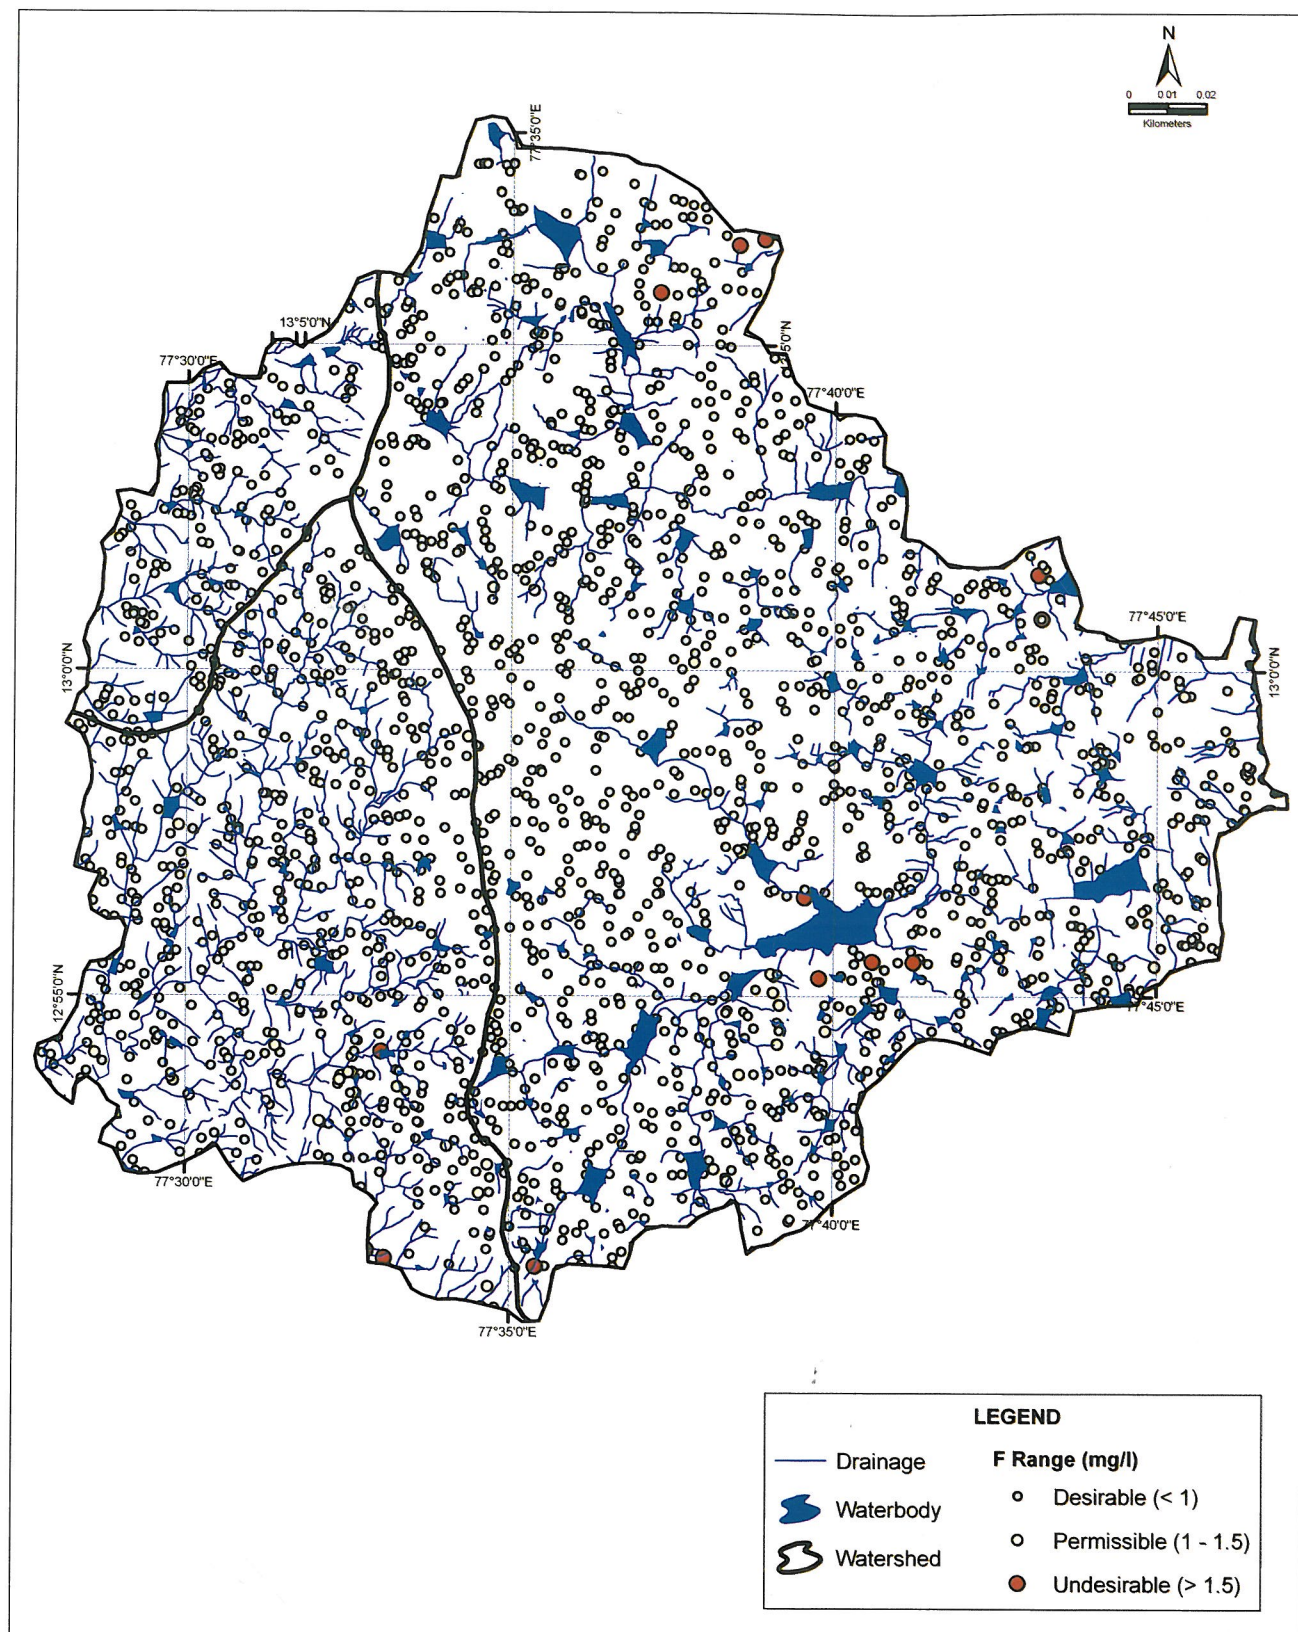 N
0 0.01 0.02
Kilometers
77°35'0"E
13°5'0"N
5'0"N
77°30'0"E
77°40'0"E
77°45'0"E
13°0'0"N
13°0'0"N
12°55'0"N
77°45'0"E
77°30'0"E
77°40'0"E
77°35'0"E
LEGEND
Drainage
Waterbody
Watershed
F Range (mg/l)
Desirable (< 1)
Permissible (1 - 1.5)
Undesirable (> 1.5)